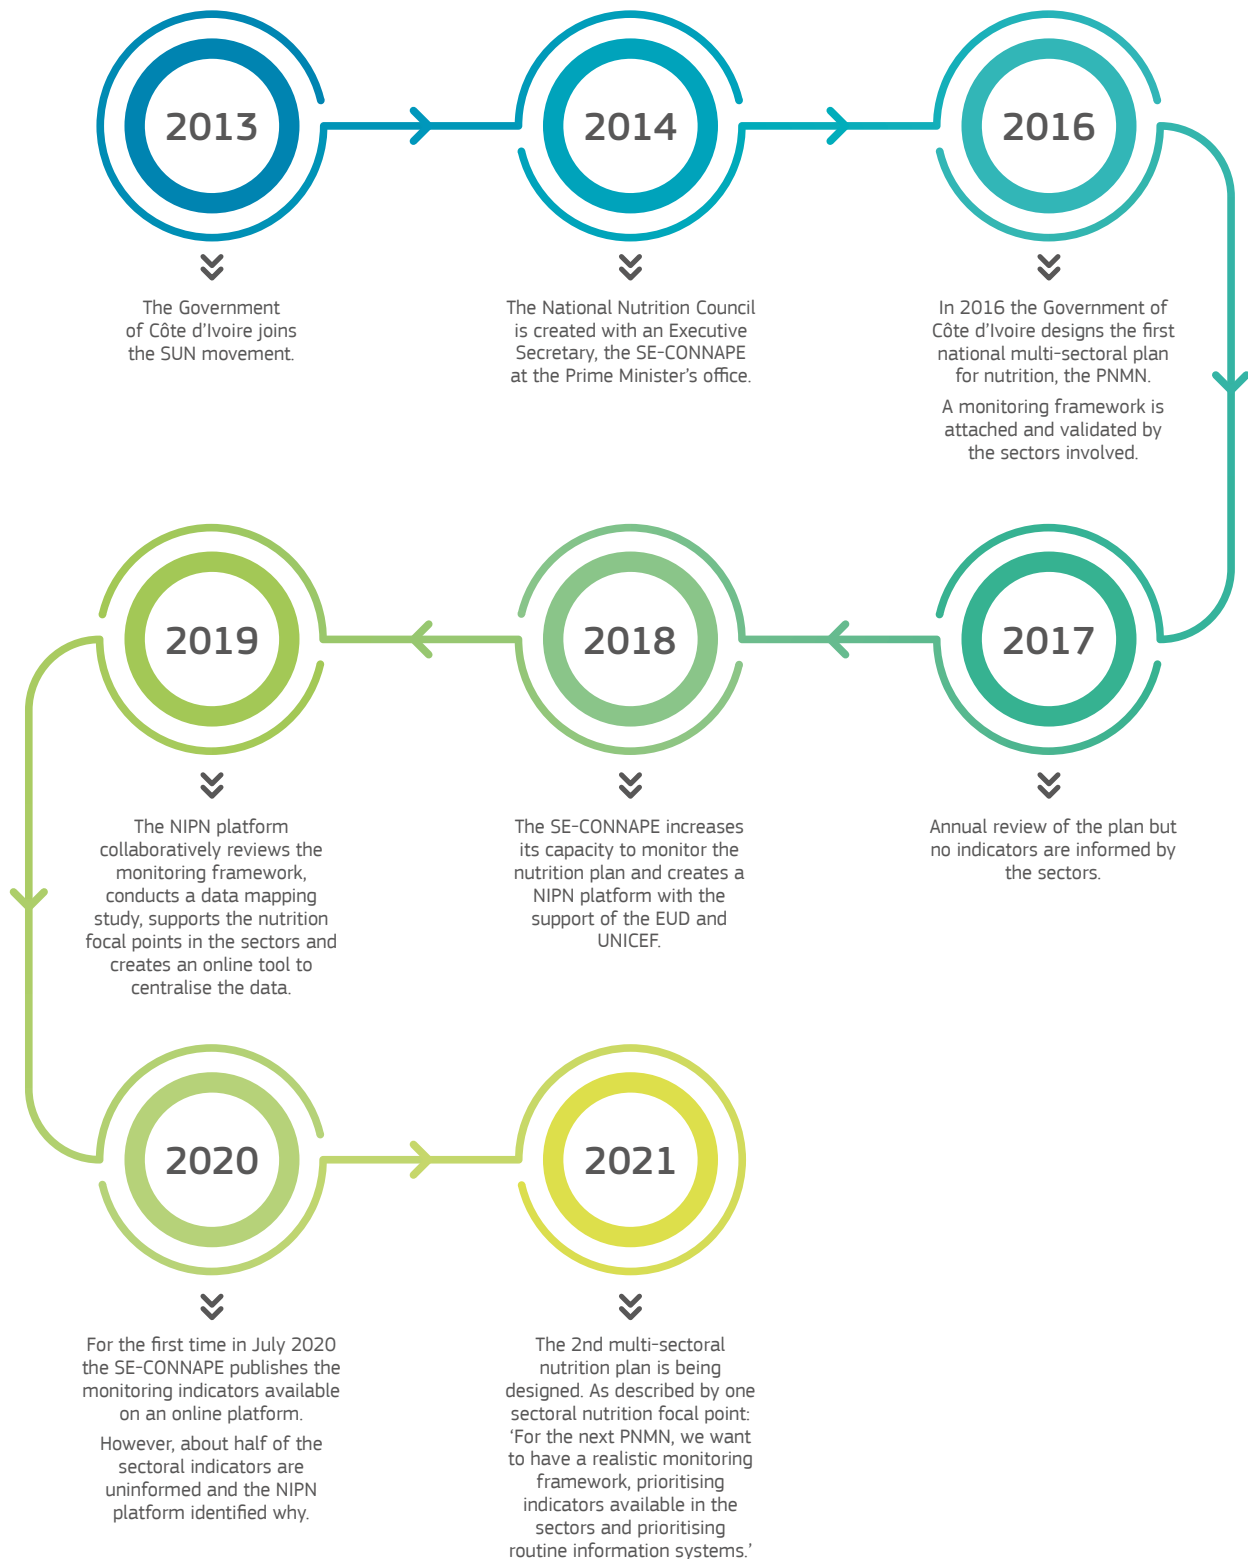 2013
The Government
of Côte d'Ivoire joins
the SUN movement.
2014
The National Nutrition Council
is created with an Executive
Secretary, the SE-CONNAPE
at the Prime Minister's office.
2016
In 2016 the Government of
Côte d'Ivoire designs the first
national multi-sectoral plan
for nutrition, the PNMN.
A monitoring framework is
attached and validated by
the sectors involved.
2017
Annual review of the plan but
no indicators are informed by
the sectors.
2018
The SE-CONNAPE increases
its capacity to monitor the
nutrition plan and creates a
NIPN platform with the
support of the EUD and
UNICEF.
2019
The NIPN platform
collaboratively reviews the
monitoring framework,
conducts a data mapping
study, supports the nutrition
focal points in the sectors and
creates an online tool to
centralise the data.
2020
For the first time in July 2020
the SE-CONNAPE publishes the
monitoring indicators available
on an online platform.
However, about half of the
sectoral indicators are
uninformed and the NIPN
platform identified why.
2021
The 2nd multi-sectoral
nutrition plan is being
designed. As described by one
sectoral nutrition focal point:
‘For the next PNMN, we want
to have a realistic monitoring
framework, prioritising
indicators available in the
sectors and prioritising
routine information systems.’